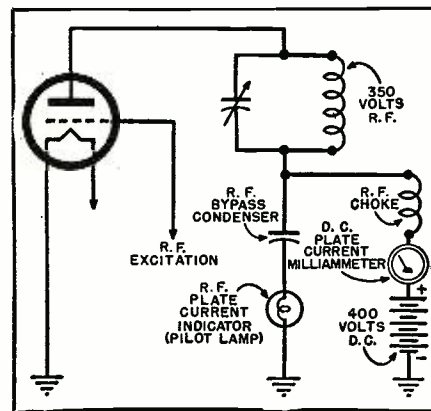 350
VOLTS
R.F.
R.F.
BYPASS
CONDENSER
R.F.
CHOKE
D.C.
PLATE
CURRENT
MILLIAMMETER
R.F.
EXCITATION
R.F.
PLATE
CURRENT
INDICATOR
(PILOT LAMP)
+
400
VOLTS
D.C.
-